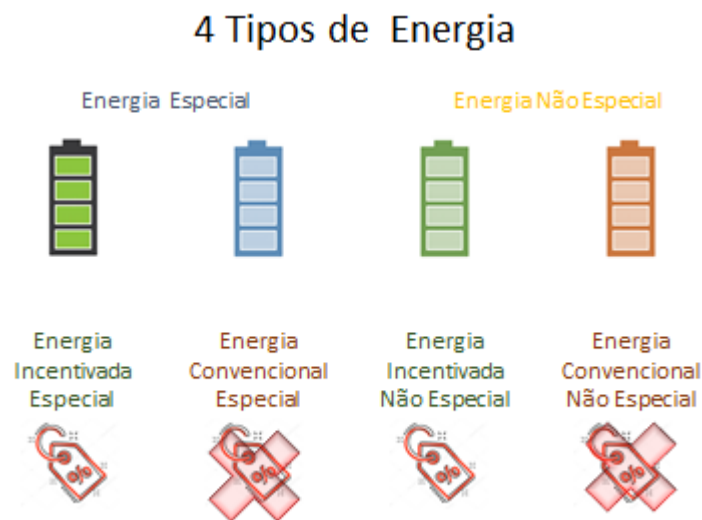 4 Tipos de Energia
Energia Especial
Energia Não Especial
Energia
Incentivada
Especial
Energia
Convencional
Especial
Energia
Incentivada
Não Especial
Energia
Convencional
Não Especial
%
%
%
%